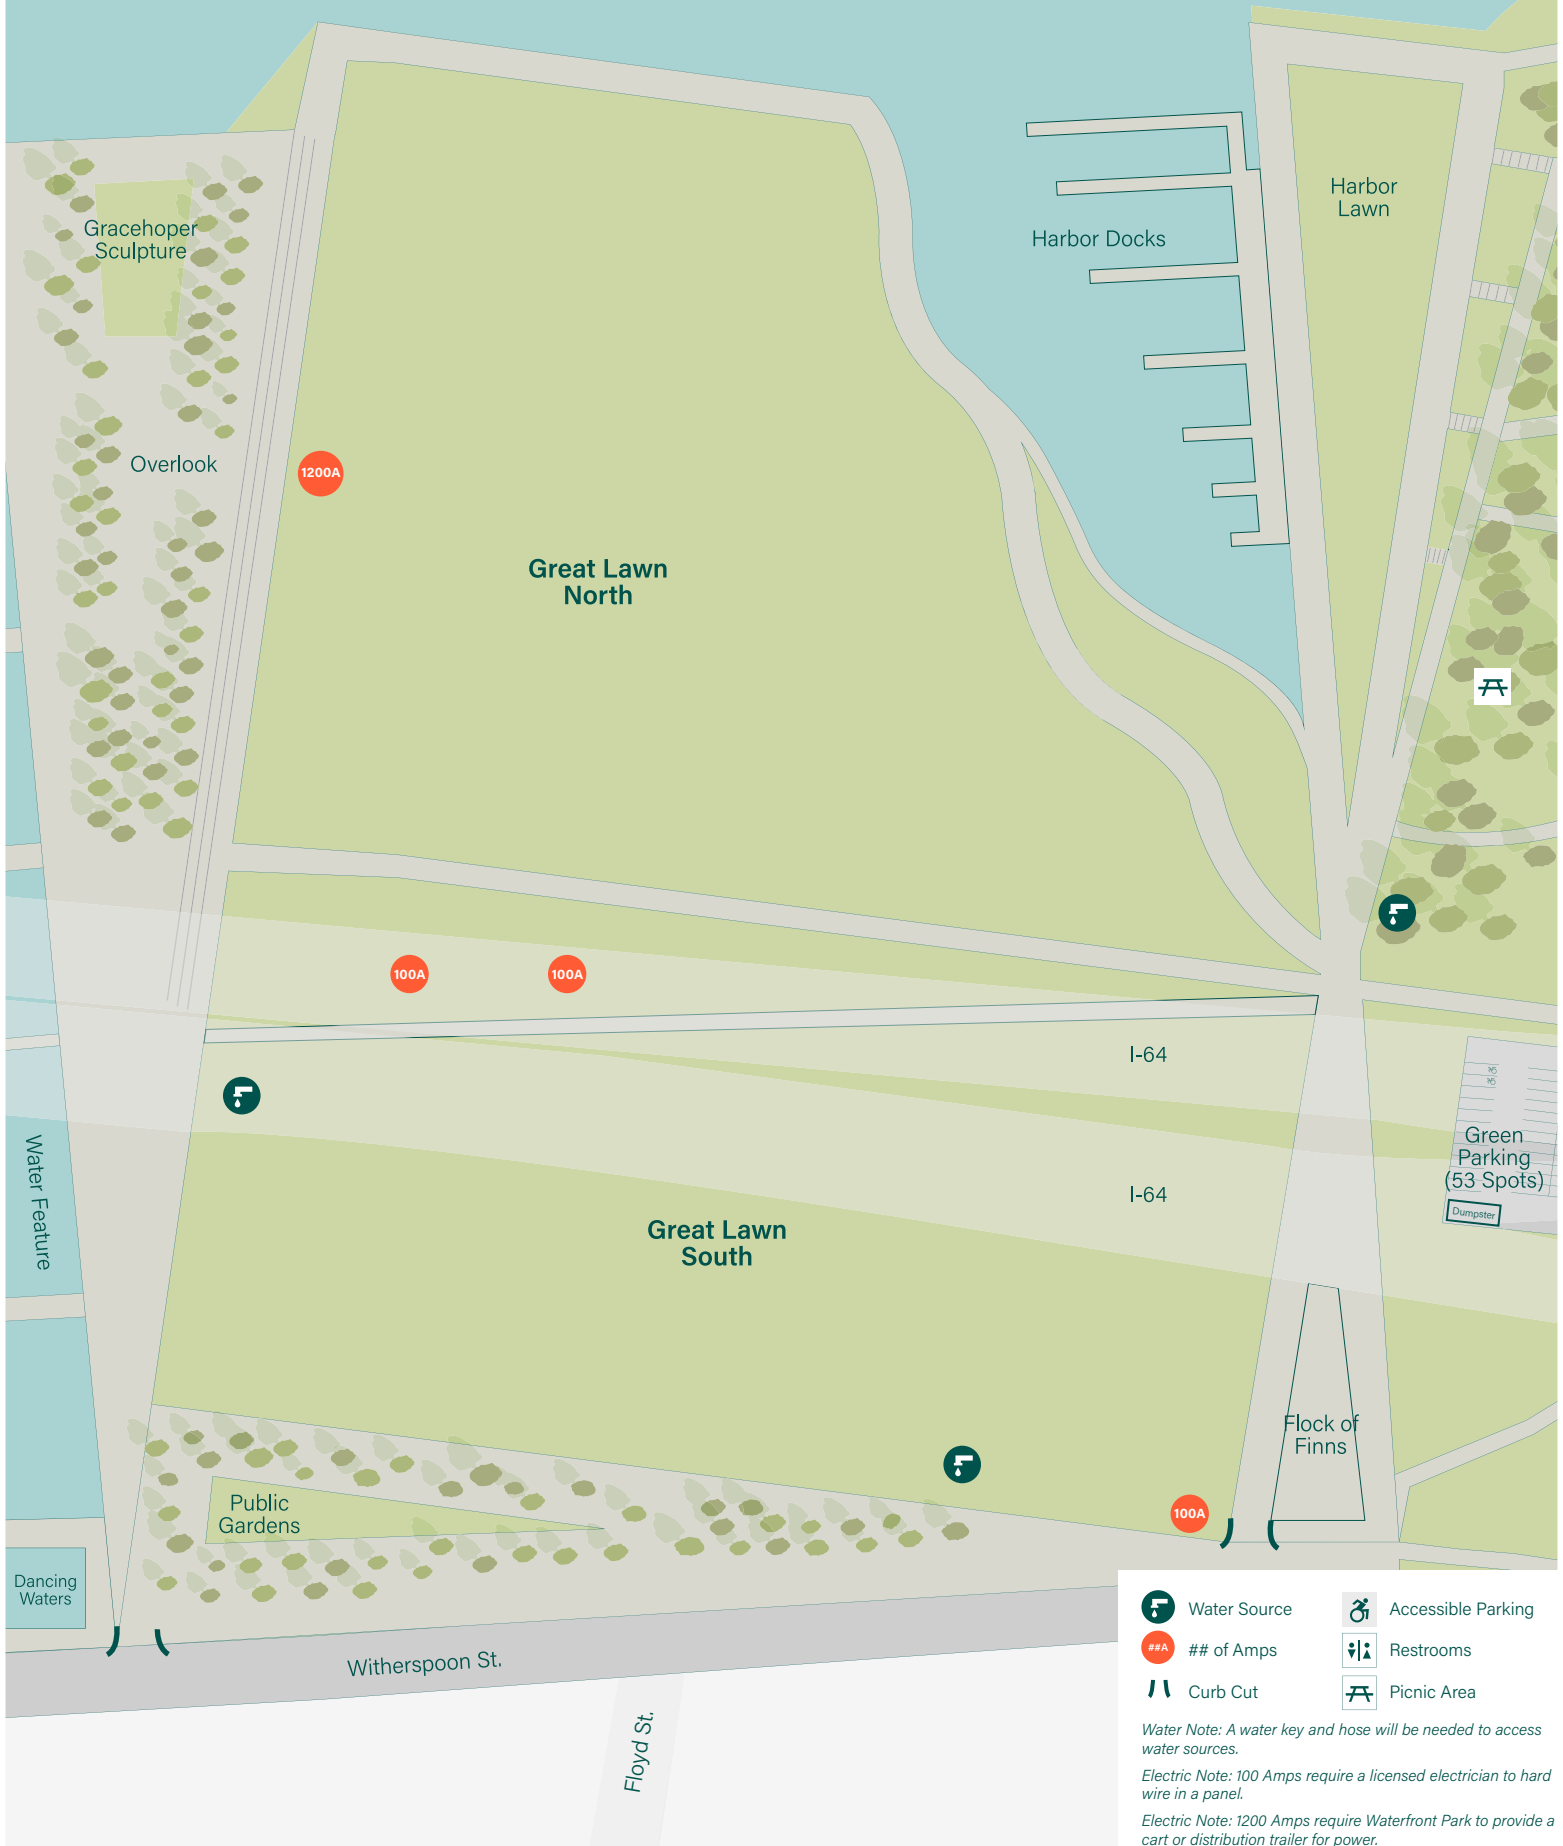 Gracehoper
Sculpture
Harbor
Lawn
Harbor Docks
Overlook
1200A
Great Lawn
North
100A
100A
I-64
Green
Parking
(53 Spots)
Dumpster
Water Feature
I-64
Great Lawn
South
Flock of
Finns
Public
Gardens
100A
Dancing
Waters
Witherspoon St.
Floyd St.
Water Source
Accessible Parking
##A
## of Amps
Restrooms
Curb Cut
Picnic Area
Water Note: A water key and hose will be needed to access
water sources.
Electric Note: 100 Amps require a licensed electrician to hard
wire in a panel.
Electric Note: 1200 Amps require Waterfront Park to provide a
cart or distribution trailer for power.